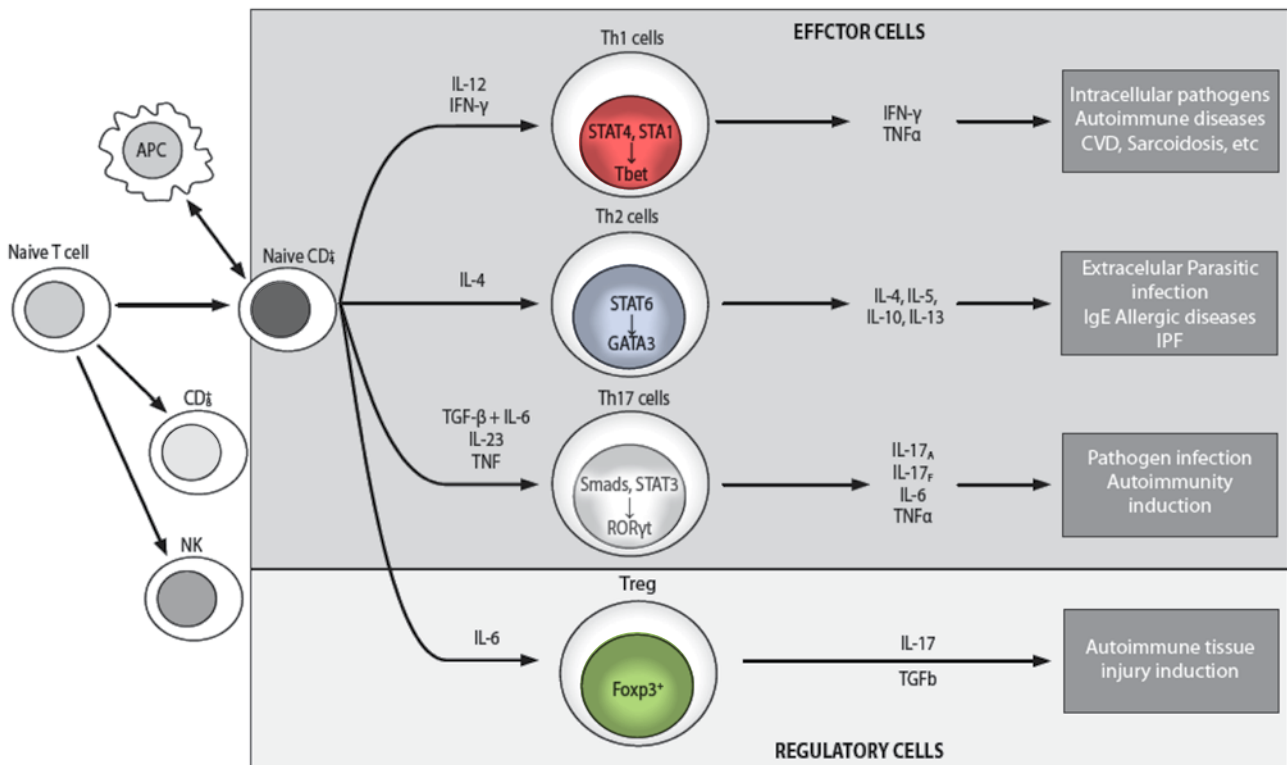 EFFCTOR CELLS
Th1 cells
IL-12
IFN-γ
STAT4, STA1
↓
Tbet
IFN-γ
TNFα
Intracellular pathogens
Autoimmune diseases
CVD, Sarcoidosis, etc
APC
Naive T cell
Naive CD4+
Th2 cells
IL-4
STAT6
↓
GATA3
IL-4, IL-5,
IL-10, IL-13
Extracelular Parasitic
infection
IgE Allergic diseases
IPF
CD8+
Th17 cells
TGF-β + IL-6
IL-23
TNF
Smads, STAT3
↓
RORγt
IL-17A
IL-17F
IL-6
TNFα
Pathogen infection
Autoimmunity
induction
NK
Treg
IL-6
Foxp3+
IL-17
TGFb
Autoimmune tissue
injury induction
REGULATORY CELLS